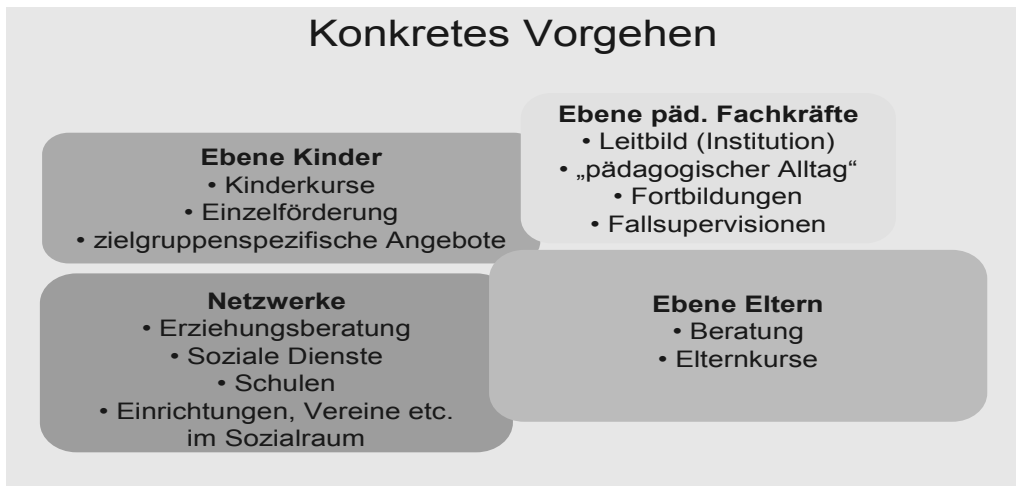 Konkretes Vorgehen
Ebene Kinder
• Kinderkurse
• Einzelförderung
• zielgruppenspezifische Angebote
Ebene päd. Fachkräfte
• Leitbild (Institution)
• „pädagogischer Alltag“
• Fortbildungen
• Fallsupervisionen
Netzwerke
• Erziehungsberatung
• Soziale Dienste
• Schulen
• Einrichtungen, Vereine etc.
im Sozialraum
Ebene Eltern
• Beratung
• Elternkurse